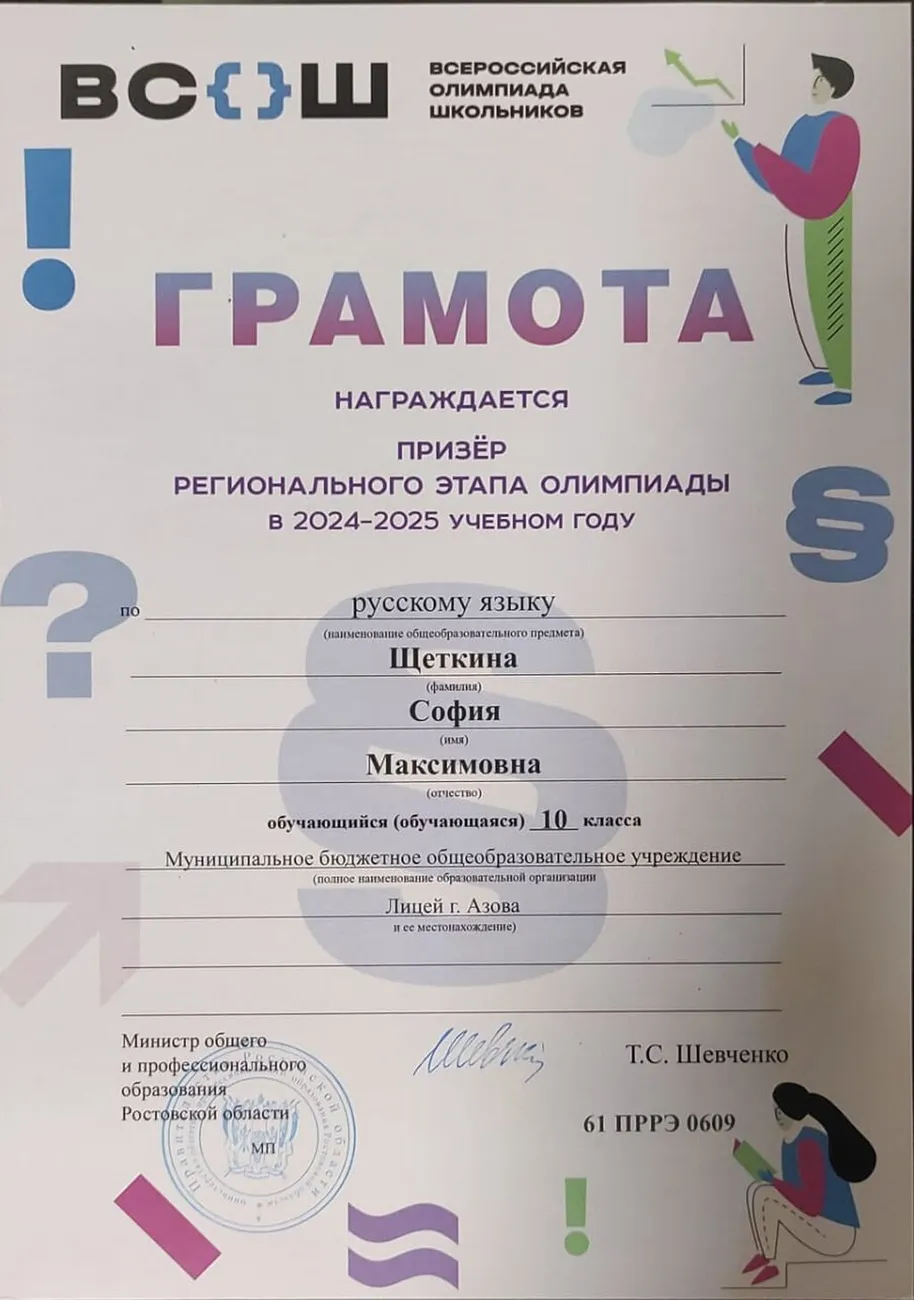 ВС{}Ш
ВСЕРОССИЙСКАЯ
ОЛИМПИАДА
ШКОЛЬНИКОВ
ГРАМОТА
НАГРАЖДАЕТСЯ
ПРИЗЁР
РЕГИОНАЛЬНОГО ЭТАПА ОЛИМПИАДЫ
В 2024–2025 УЧЕБНОМ ГОДУ
по русскому языку
(наименование общеобразовательного предмета)
Щеткина
(фамилия)
София
(имя)
Максимовна
(отчество)
обучающийся (обучающаяся) 10 класса
Муниципальное бюджетное общеобразовательное учреждение
(полное наименование образовательной организации
Лицей г. Азова
и ее местонахождение)
Министр общего
и профессионального
образования
Ростовской области
Т.С. Шевченко
МП
61 ПРРЭ 0609